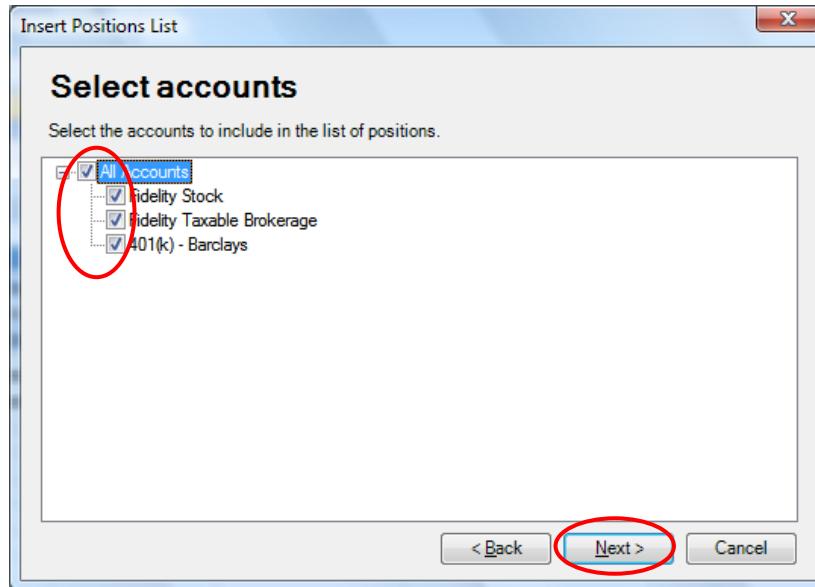 Insert Positions List
Select accounts
Select the accounts to include in the list of positions.
All Accounts
Fidelity Stock
Fidelity Taxable Brokerage
401(k) - Barclays
< Back Next > Cancel